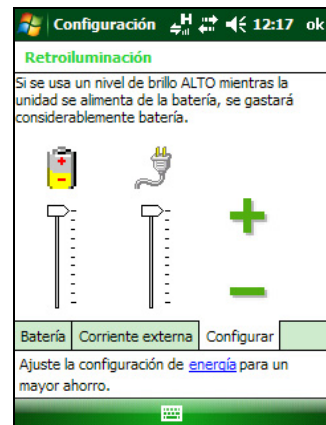 Configuración H 12:17 ok
Retroiluminación
Si se usa un nivel de brillo ALTO mientras la
unidad se alimenta de la batería, se gastará
considerablemente batería.
Batería Corriente externa Configurar
Ajuste la configuración de energía para un
mayor ahorro.